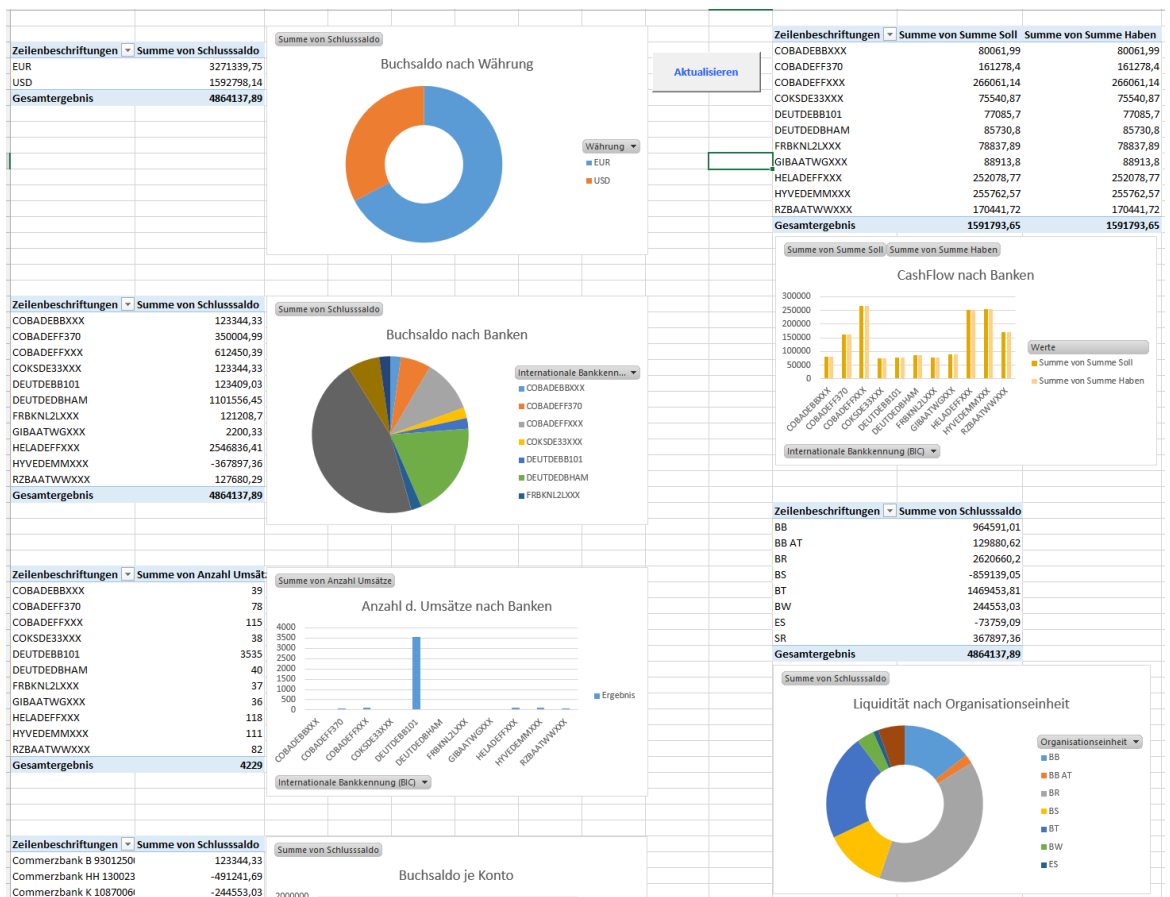 Zeilenbeschriftungen Summe von Schlusssaldo
EUR 3271339,75
USD 1592798,14
Gesamtergebnis 4864137,89
Summe von Schlusssaldo
Buchsaldo nach Währung
Währung
EUR
USD
Aktualisieren
Zeilenbeschriftungen Summe von Summe Soll Summe von Summe Haben
COBADEBBXXX 80061,99 80061,99
COBADEFF370 161278,4 161278,4
COBADEFFXXX 266061,14 266061,14
COKSDE33XXX 75540,87 75540,87
DEUTDEBB101 77085,7 77085,7
DEUTDEDBHAM 85730,8 85730,8
FRBKNL2LXXX 78837,89 78837,89
GIBAATWGXXX 88913,8 88913,8
HELADEFFXXX 252078,77 252078,77
HYVEDEMMXXX 255762,57 255762,57
RZBAATWWXXX 170441,72 170441,72
Gesamtergebnis 1591793,65 1591793,65
Summe von Summe Soll Summe von Summe Haben
CashFlow nach Banken
300000
250000
200000
150000
100000
50000
0
COBADEBBXXX
COBADEFF370
COBADEFFXXX
COKSDE33XXX
DEUTDEBB101
DEUTDEDBHAM
FRBKNL2LXXX
GIBAATWGXXX
HELADEFFXXX
HYVEDEMMXXX
RZBAATWWXXX
Werte
Summe von Summe Soll
Summe von Summe Haben
Internationale Bankkennung (BIC)
Zeilenbeschriftungen Summe von Schlusssaldo
COBADEBBXXX 123344,33
COBADEFF370 350004,99
COBADEFFXXX 612450,39
COKSDE33XXX 123344,33
DEUTDEBB101 123409,03
DEUTDEDBHAM 1101556,45
FRBKNL2LXXX 121208,7
GIBAATWGXXX 2200,33
HELADEFFXXX 2546836,41
HYVEDEMMXXX -367897,36
RZBAATWWXXX 127680,29
Gesamtergebnis 4864137,89
Summe von Schlusssaldo
Buchsaldo nach Banken
Internationale Bankkenn...
COBADEBBXXX
COBADEFF370
COBADEFFXXX
COKSDE33XXX
DEUTDEBB101
DEUTDEDBHAM
FRBKNL2LXXX
Zeilenbeschriftungen Summe von Schlusssaldo
BB 964591,01
BB AT 129880,62
BR 2620660,2
BS -859139,05
BT 1469453,81
BW 244553,03
ES -73759,09
SR 367897,36
Gesamtergebnis 4864137,89
Zeilenbeschriftungen Summe von Anzahl Umsätz
COBADEBBXXX 39
COBADEFF370 78
COBADEFFXXX 115
COKSDE33XXX 38
DEUTDEBB101 3535
DEUTDEDBHAM 40
FRBKNL2LXXX 37
GIBAATWGXXX 36
HELADEFFXXX 118
HYVEDEMMXXX 111
RZBAATWWXXX 82
Gesamtergebnis 4229
Summe von Anzahl Umsätze
Anzahl d. Umsätze nach Banken
4000
3500
3000
2500
2000
1500
1000
500
0
COBADEBBXXX
COBADEFF370
COBADEFFXXX
COKSDE33XXX
DEUTDEBB101
DEUTDEDBHAM
FRBKNL2LXXX
GIBAATWGXXX
HELADEFFXXX
HYVEDEMMXXX
RZBAATWWXXX
Ergebnis
Internationale Bankkennung (BIC)
Summe von Schlusssaldo
Liquidität nach Organisationseinheit
Organisationseinheit
BB
BB AT
BR
BS
BT
BW
ES
Zeilenbeschriftungen Summe von Schlusssaldo
Commerzbank B 9301250 123344,33
Commerzbank HH 130023 -491241,69
Commerzbank K 1087006 -244553,03
Summe von Schlusssaldo
Buchsaldo je Konto
2000000